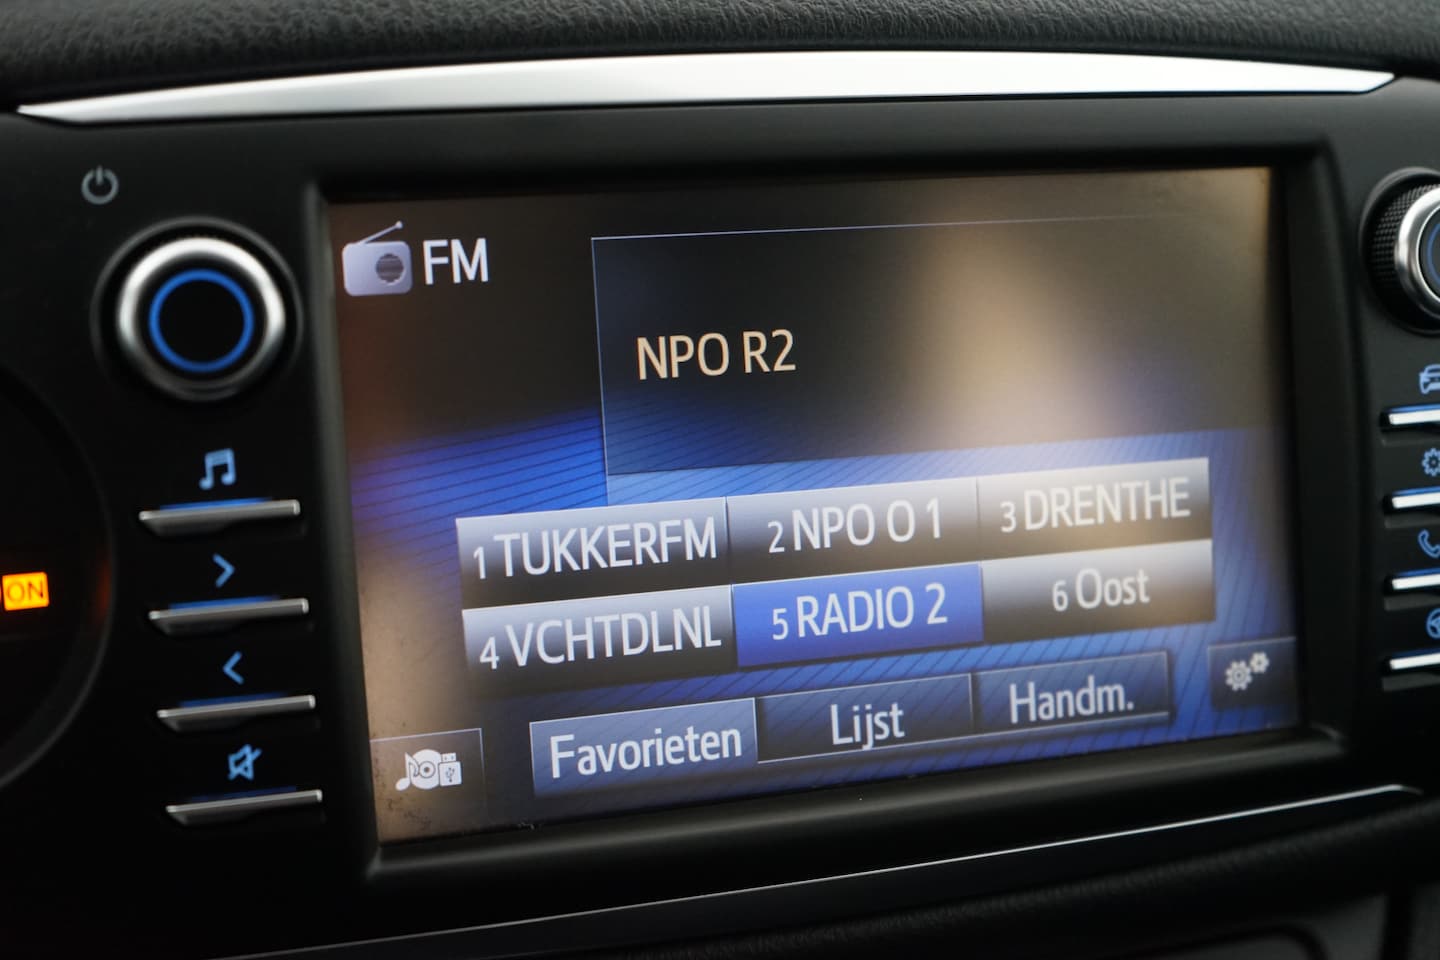 FM
NPO R2
1 TUKKERFM 2 NPO O 1 3 DRENTHE
4 VCHTDLNL 5 RADIO 2 6 Oost
Favorieten Lijst Handm.
ON